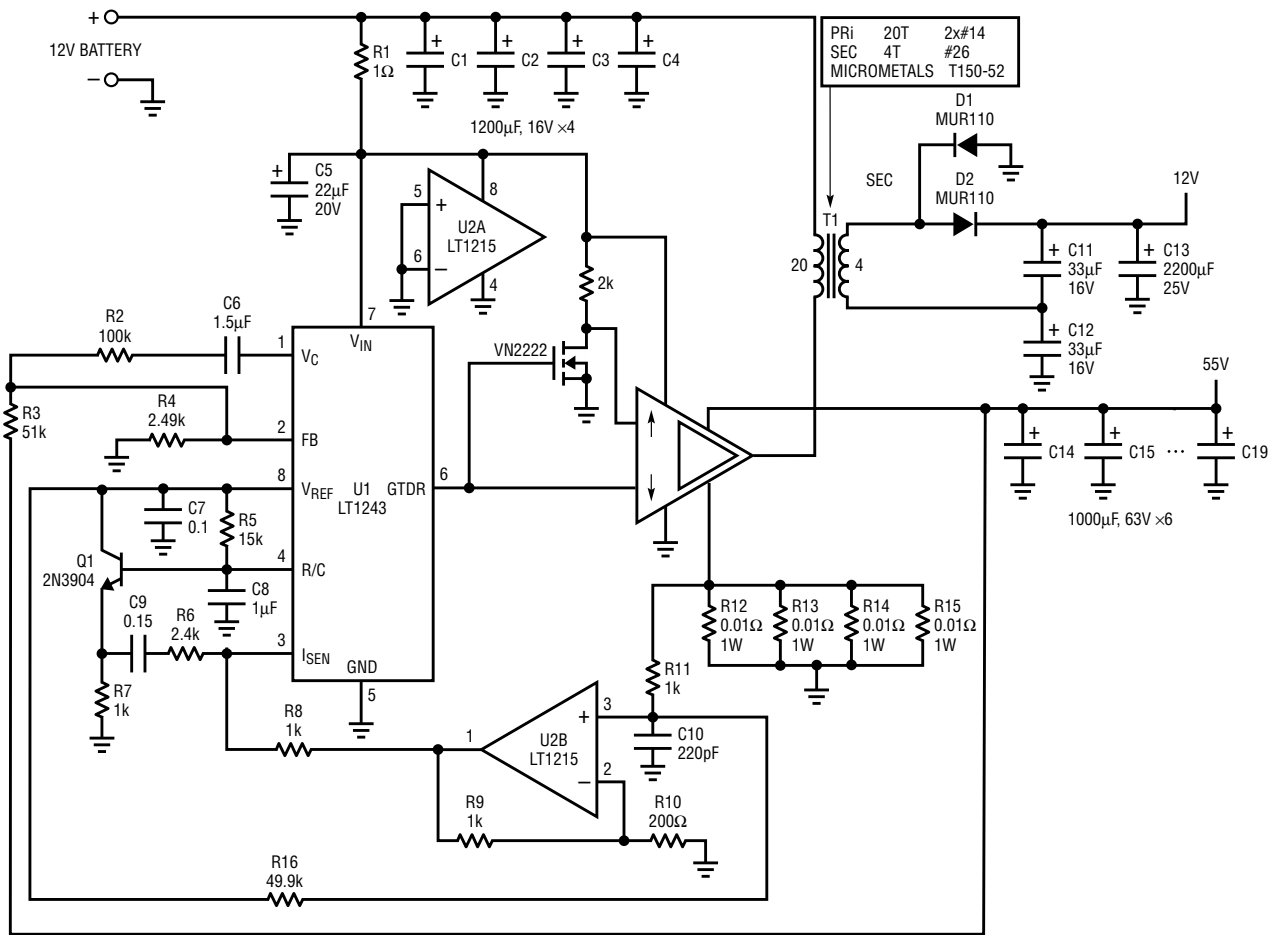 +
12V BATTERY
−
R1
1Ω
+
C1
+
C2
+
C3
+
C4
1200µF, 16V ×4
PRi 20T 2x#14
SEC 4T #26
MICROMETALS T150-52
D1
MUR110
SEC
D2
MUR110
12V
T1
20
4
+
C11
33µF
16V
+
C13
2200µF
25V
+
C12
33µF
16V
+
C5
22µF
20V
5
+
6
−
U2A
LT1215
8
4
2k
VN2222
55V
+
C14
+
C15
···
+
C19
1000µF, 63V ×6
R2
100k
C6
1.5µF
1
VC
7
VIN
R3
51k
R4
2.49k
2
FB
8
VREF
U1
LT1243
GTDR
6
C7
0.1
R5
15k
Q1
2N3904
4
R/C
C8
1µF
C9
0.15
R6
2.4k
3
ISEN
GND
5
R7
1k
R8
1k
R12
0.01Ω
1W
R13
0.01Ω
1W
R14
0.01Ω
1W
R15
0.01Ω
1W
R11
1k
1
U2B
LT1215
+
3
−
2
C10
220pF
R9
1k
R10
200Ω
R16
49.9k